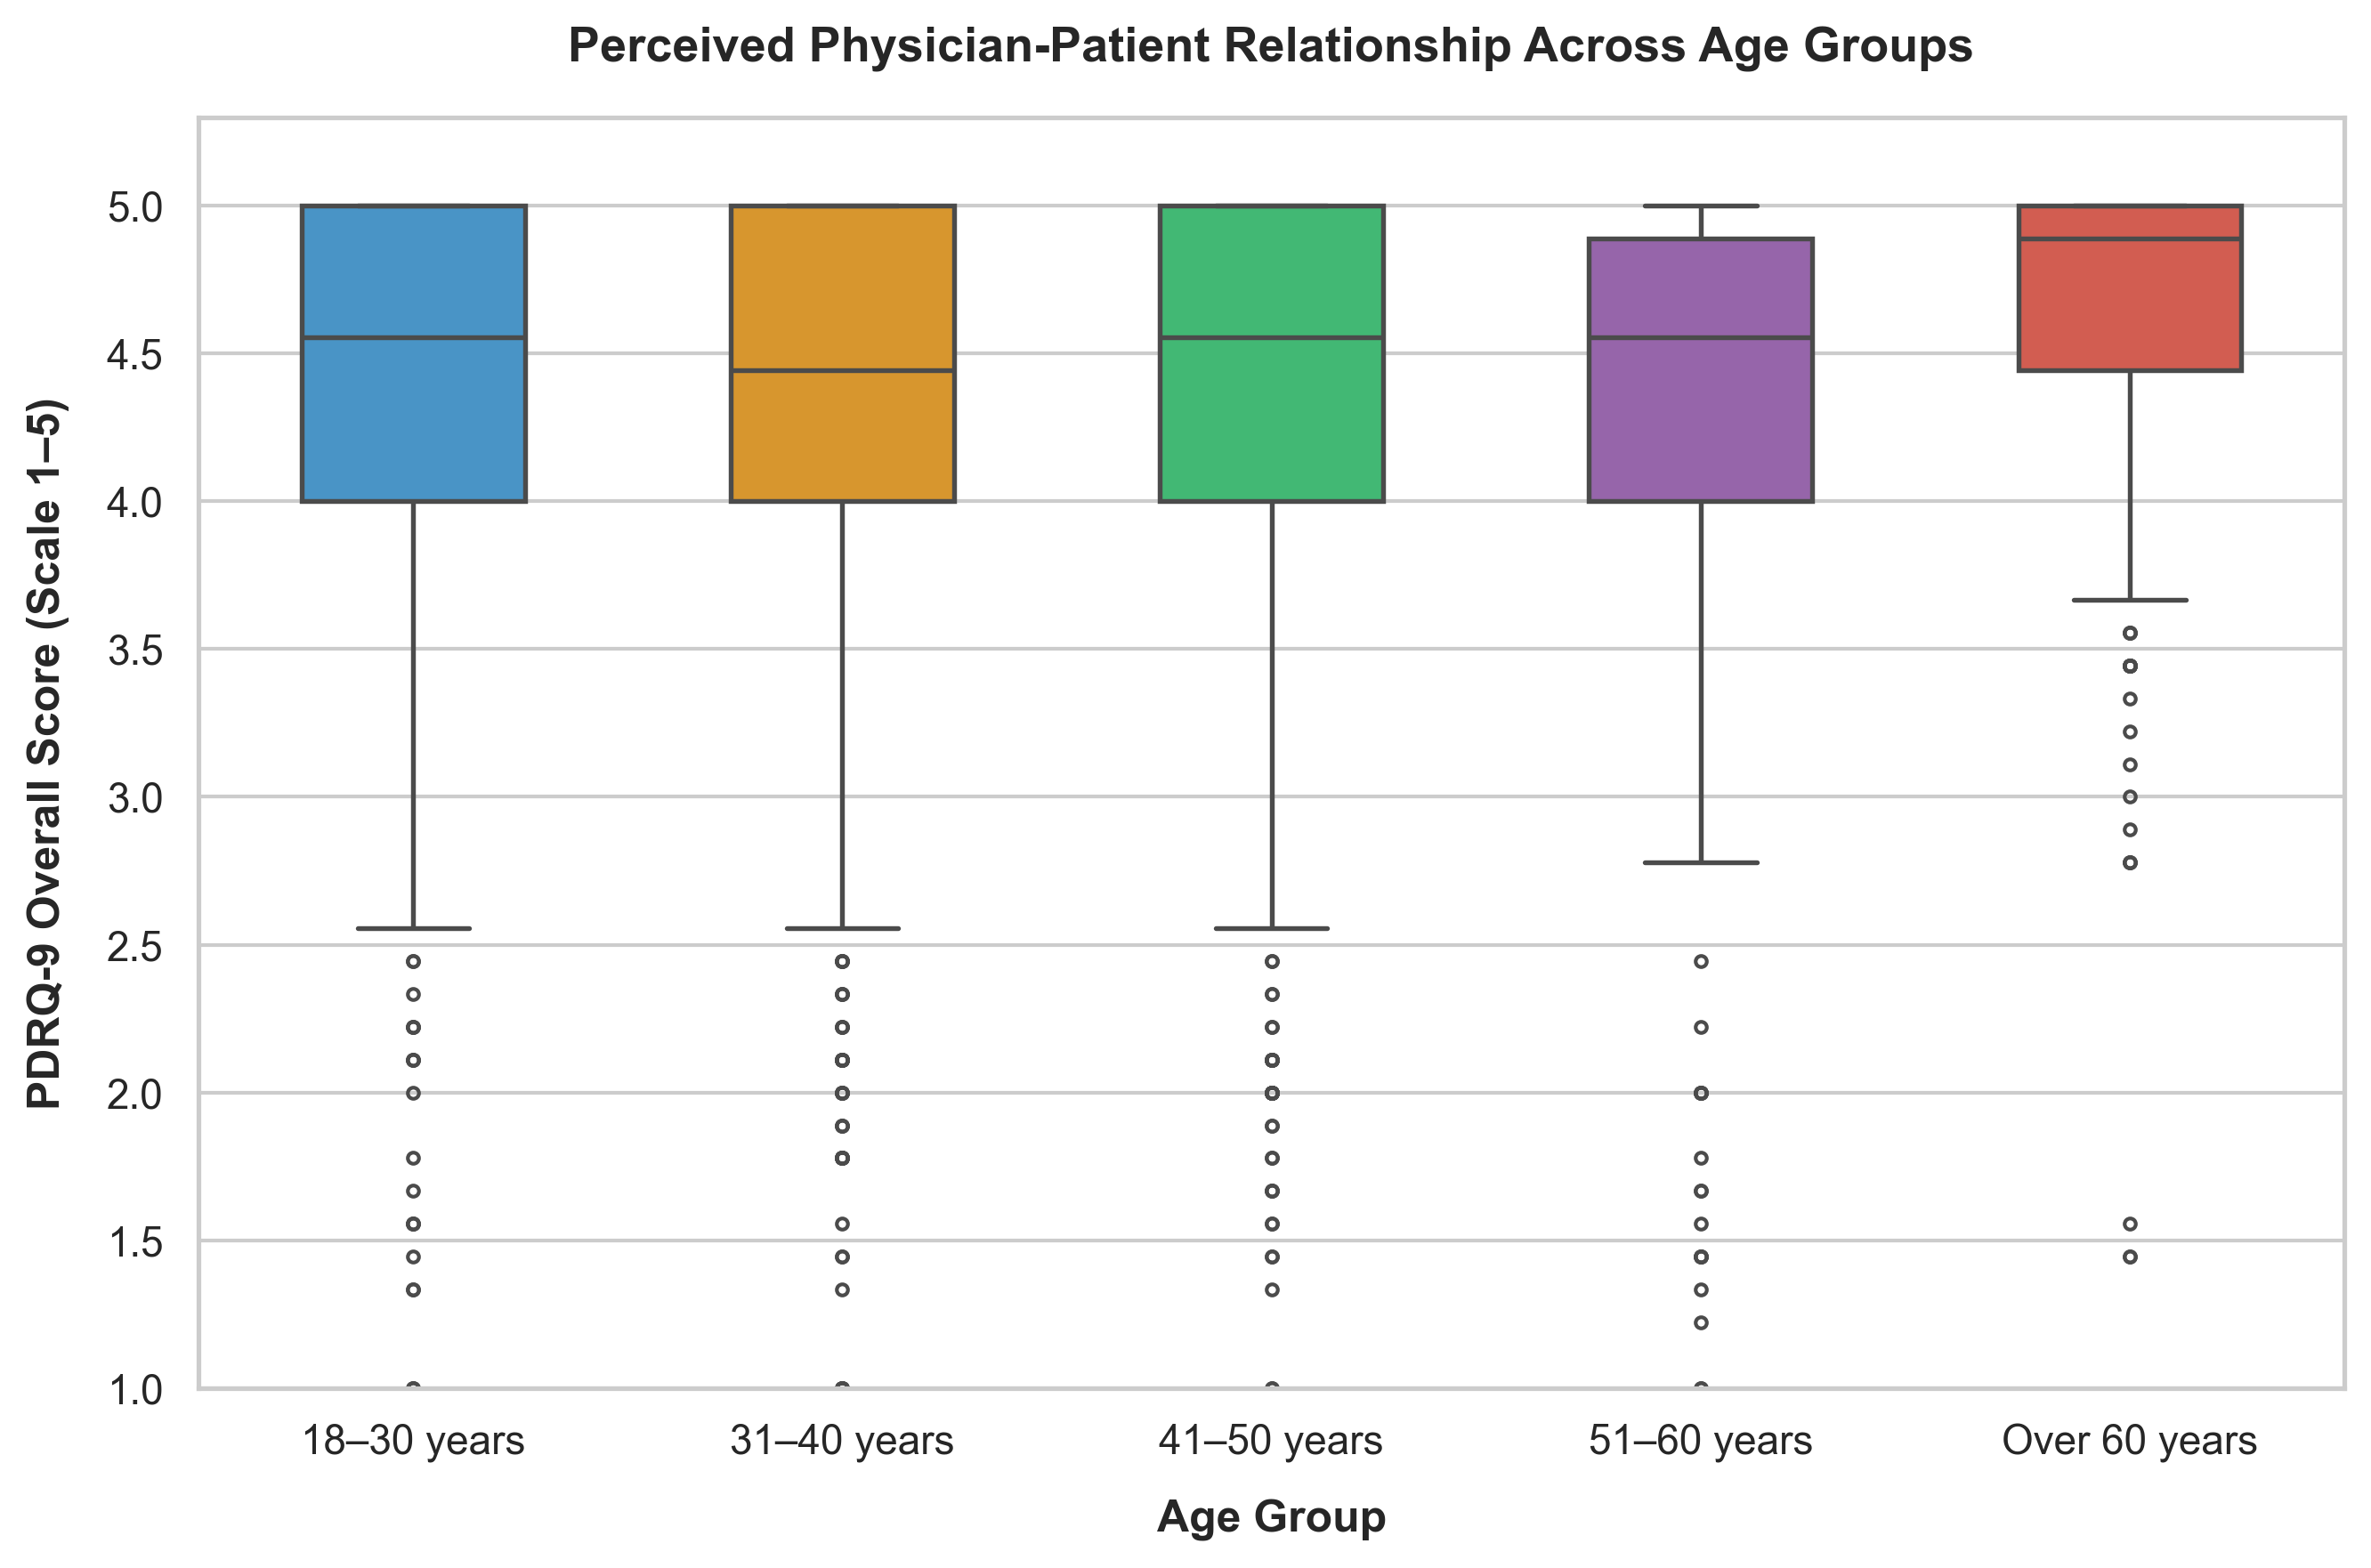 Perceived Physician-Patient Relationship Across Age Groups
PDRQ-9 Overall Score (Scale 1–5)
5.0
4.5
4.0
3.5
3.0
2.5
2.0
1.5
1.0
18–30 years
31–40 years
41–50 years
51–60 years
Over 60 years
Age Group